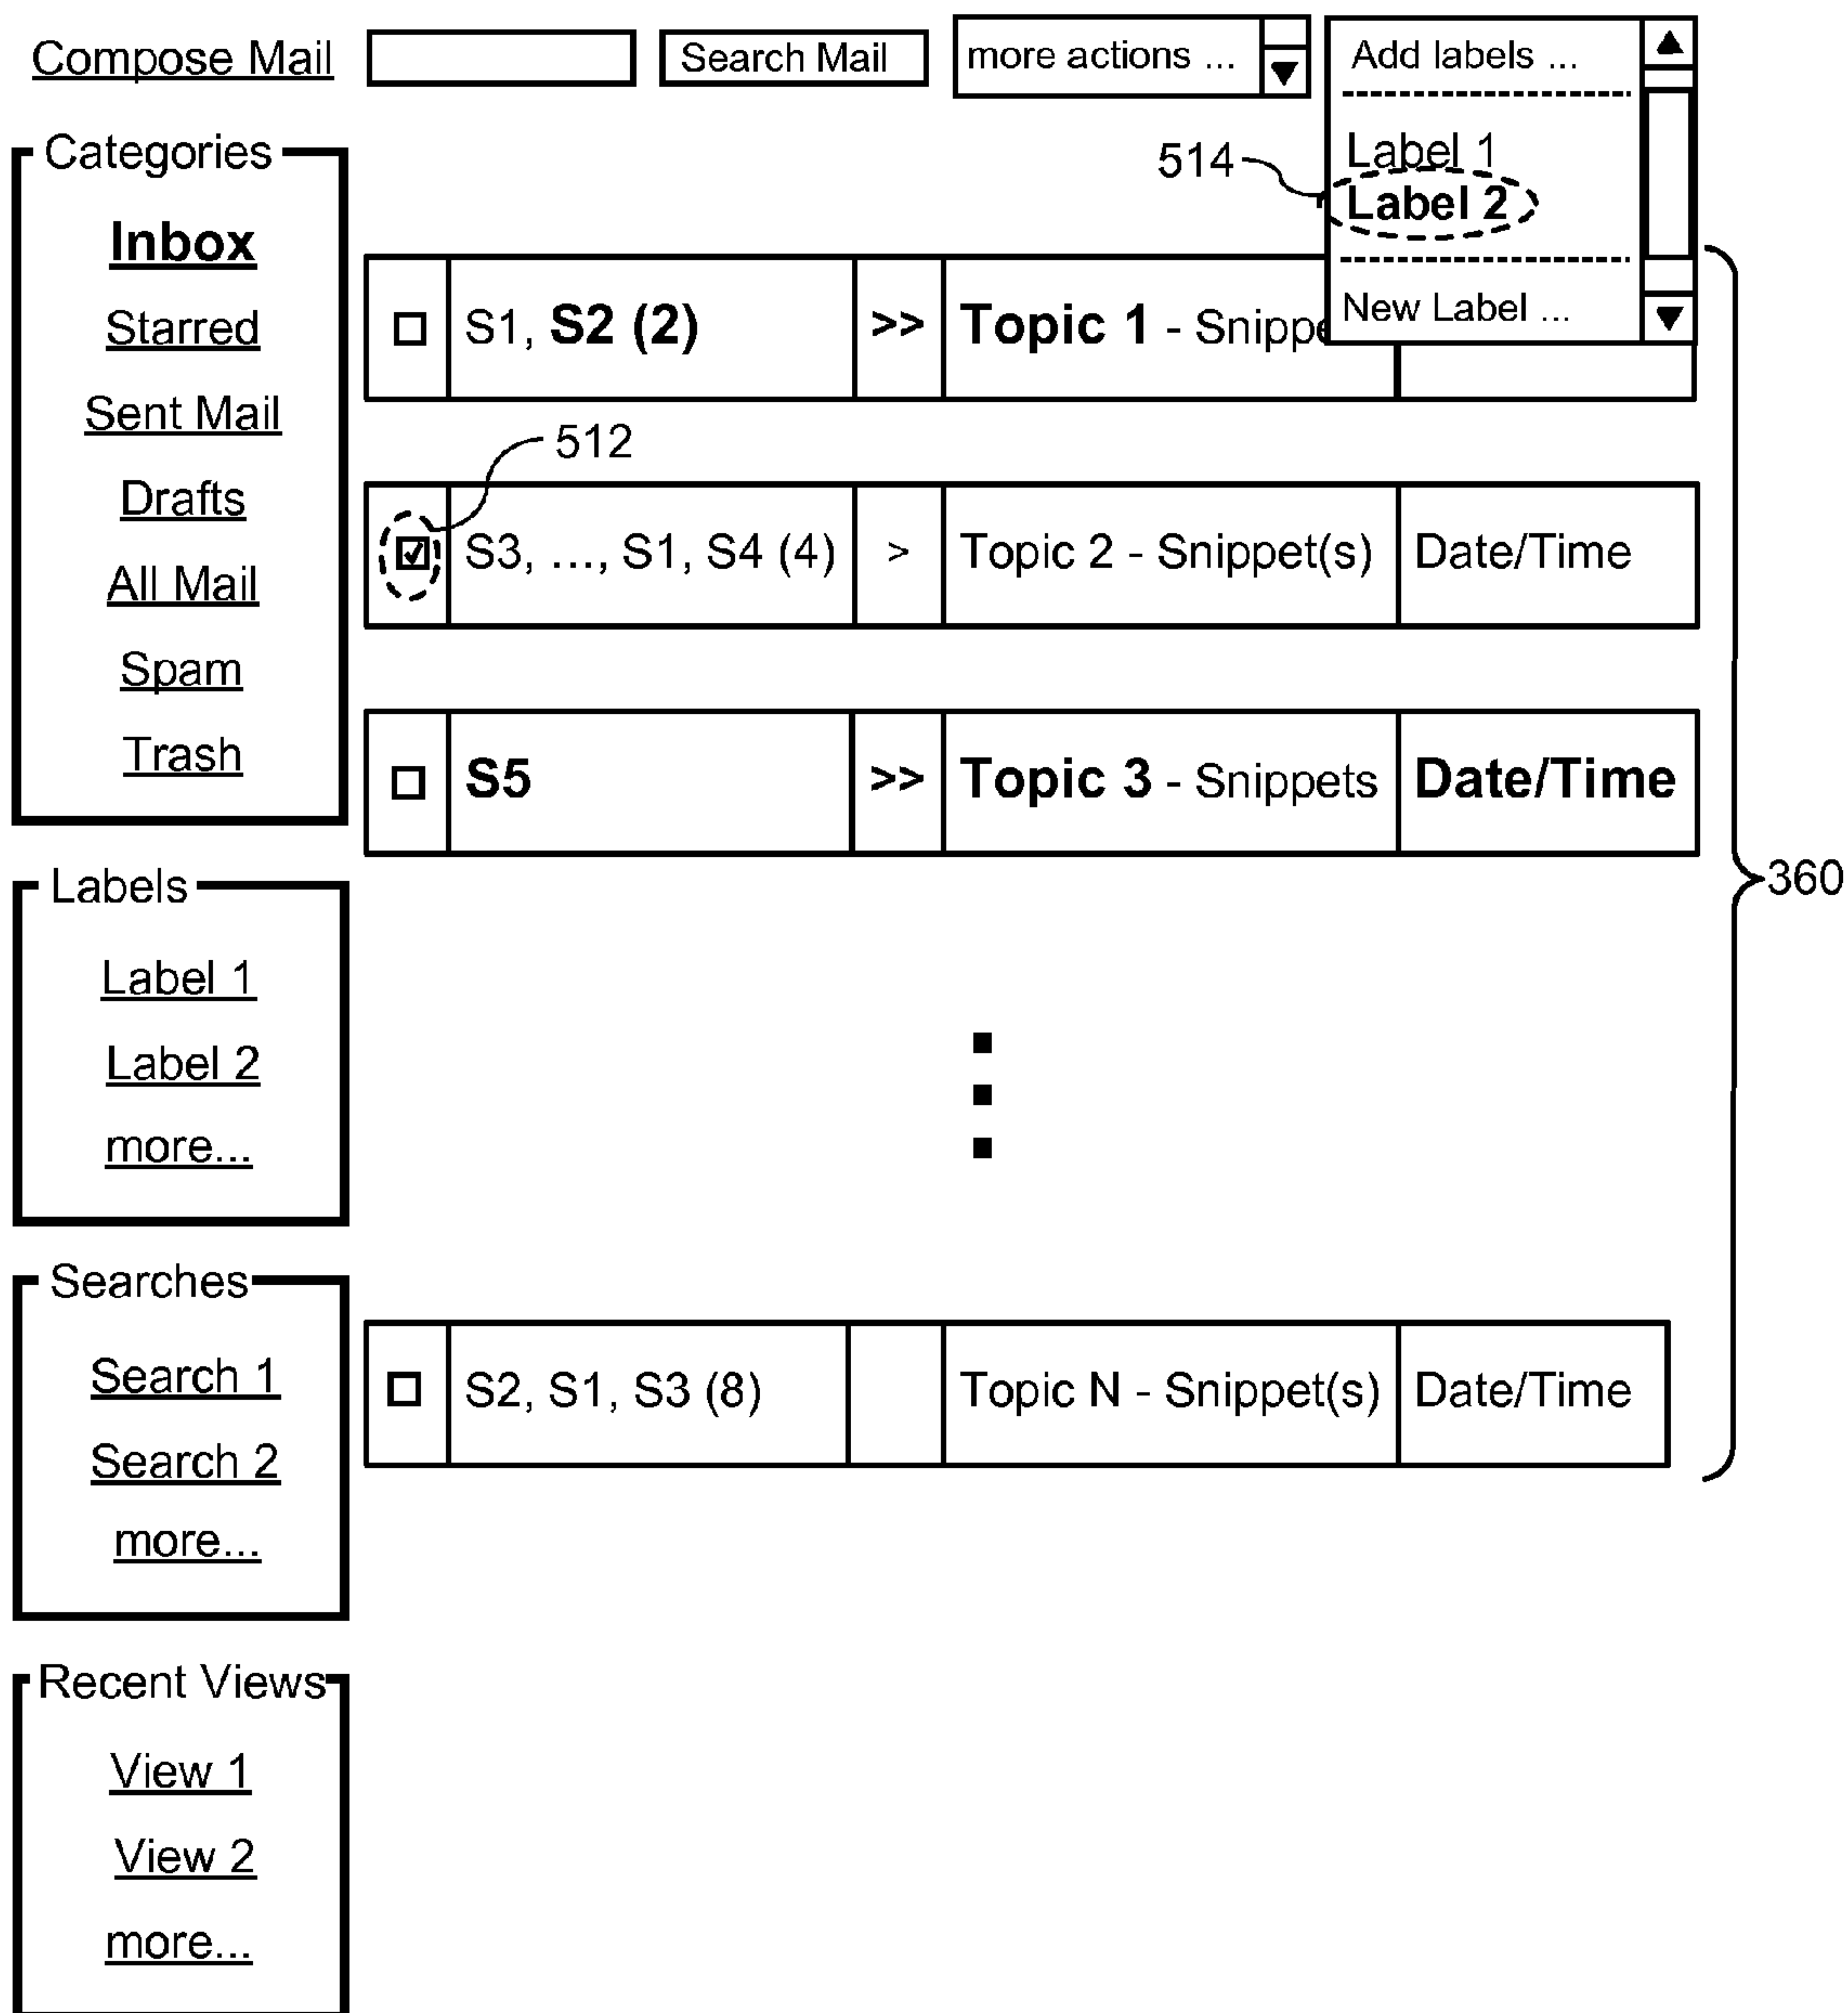 Compose Mail
Search Mail
more actions ...
Add labels ...
Label 1
Label 2
New Label ...
514
Categories
Inbox
Starred
Sent Mail
Drafts
All Mail
Spam
Trash
S1, S2 (2) >> Topic 1 - Snippe
512
S3, ..., S1, S4 (4) > Topic 2 - Snippet(s) Date/Time
S5 >> Topic 3 - Snippets Date/Time
360
Labels
Label 1
Label 2
more...
Searches
Search 1
Search 2
more...
S2, S1, S3 (8) Topic N - Snippet(s) Date/Time
Recent Views
View 1
View 2
more...